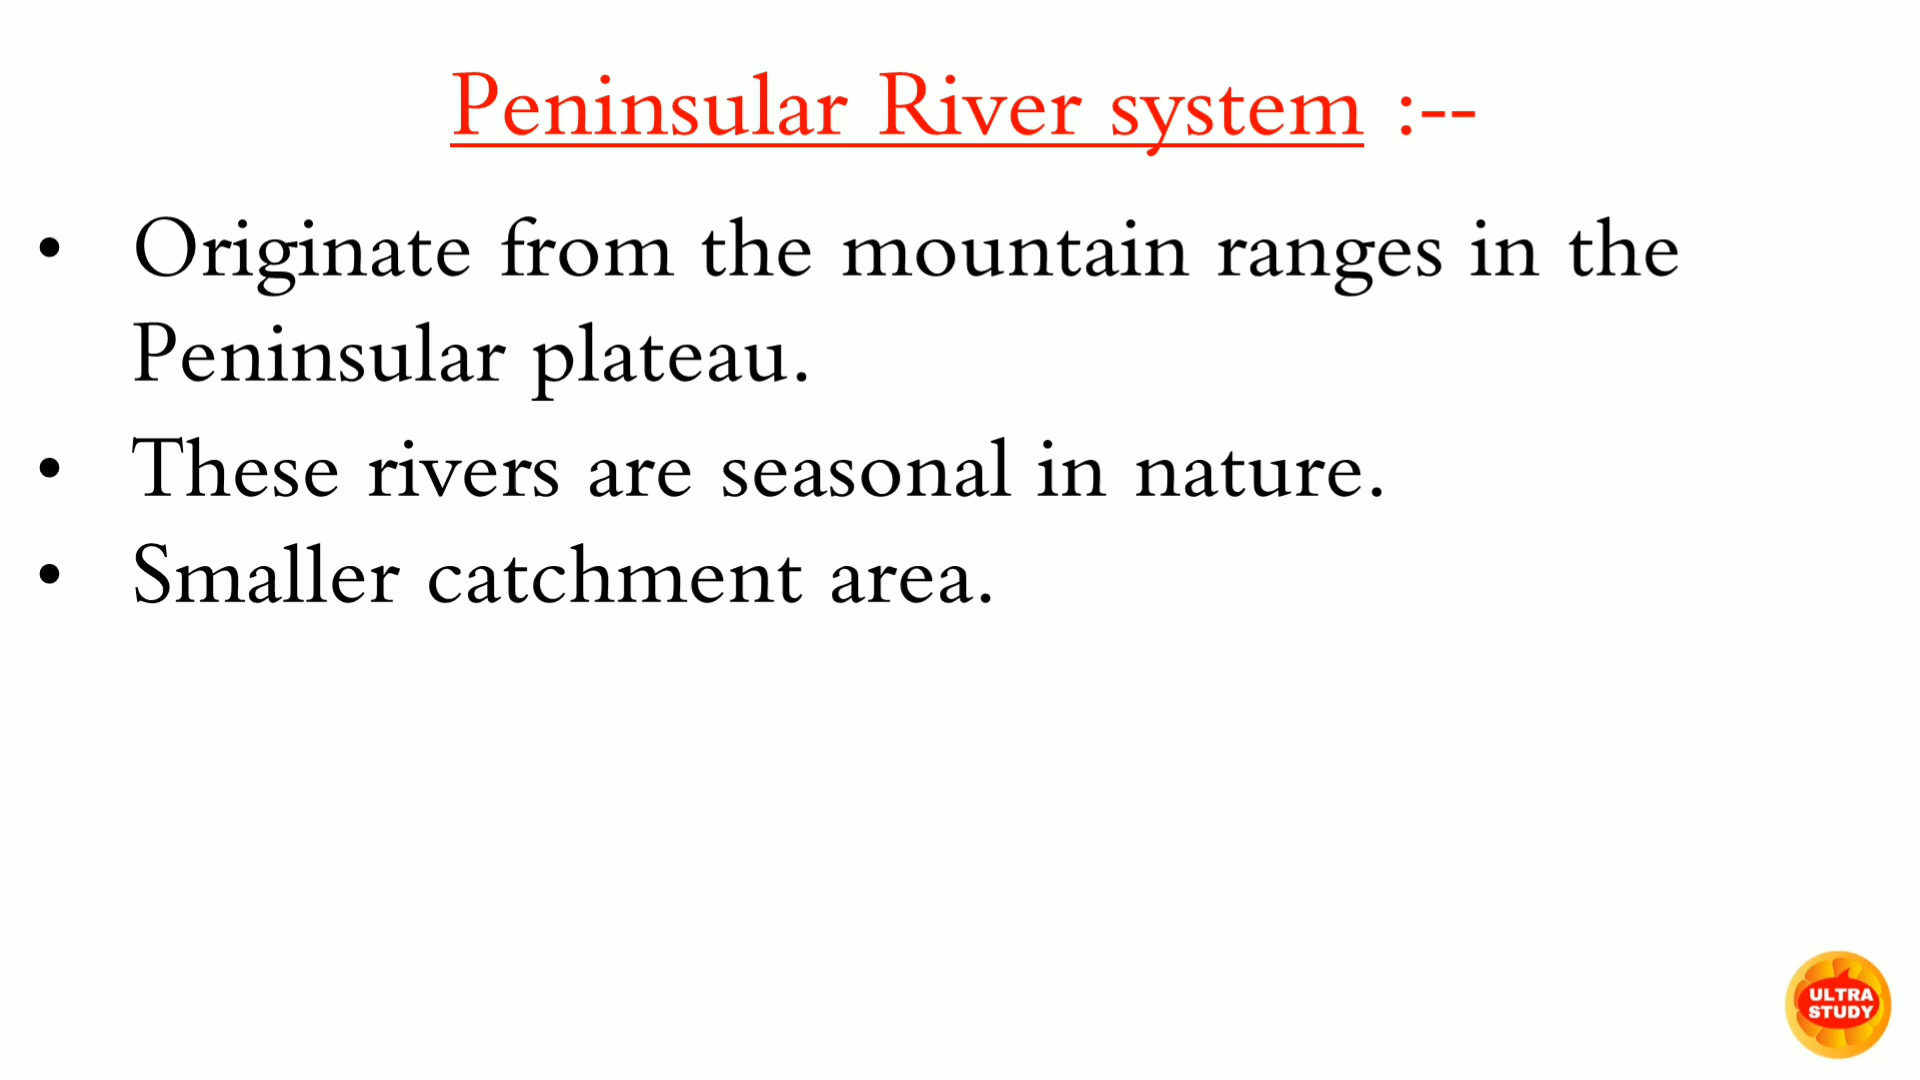 Peninsular River system :--
• Originate from the mountain ranges in the
Peninsular plateau.
• These rivers are seasonal in nature.
• Smaller catchment area.
ULTRA
STUDY